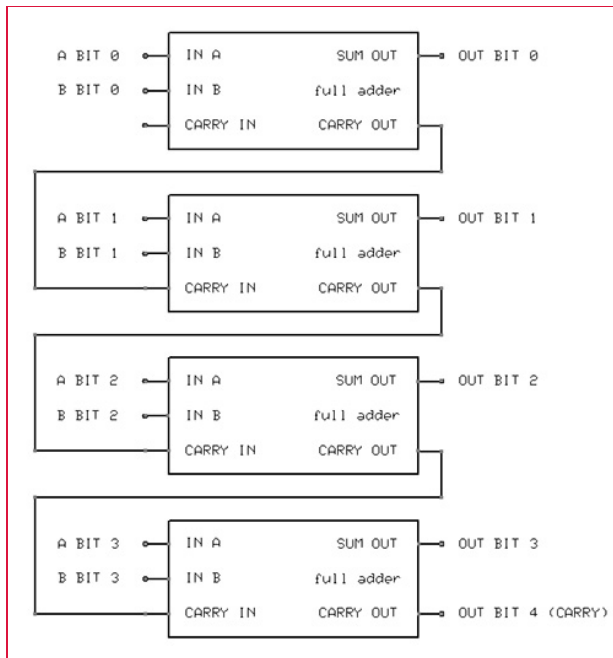 A BIT 0 IN A SUM OUT OUT BIT 0
B BIT 0 IN B full adder
CARRY IN CARRY OUT
A BIT 1 IN A SUM OUT OUT BIT 1
B BIT 1 IN B full adder
CARRY IN CARRY OUT
A BIT 2 IN A SUM OUT OUT BIT 2
B BIT 2 IN B full adder
CARRY IN CARRY OUT
A BIT 3 IN A SUM OUT OUT BIT 3
B BIT 3 IN B full adder
CARRY IN CARRY OUT OUT BIT 4 (CARRY)